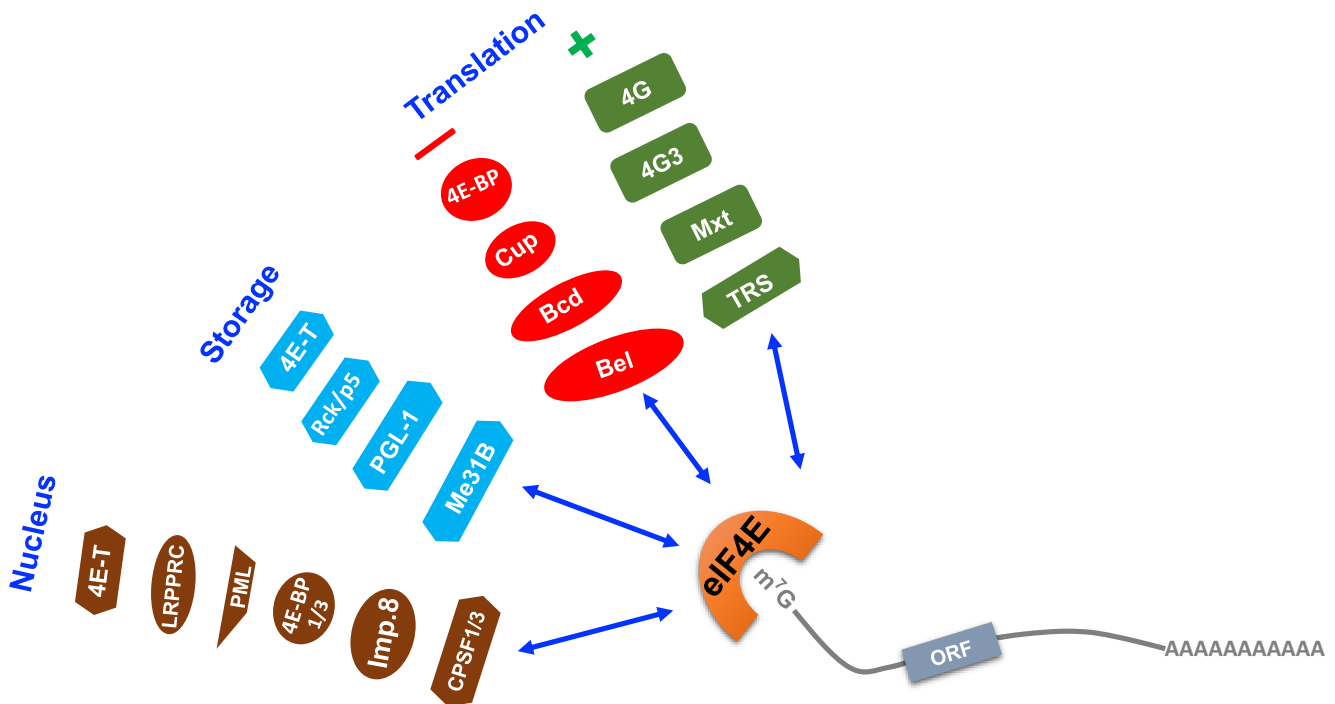 Translation
4G
4G3
Mxt
TRS
4E-BP
Cup
Bcd
Bel
Storage
4E-T
Rck/p5
PGL-1
Me31B
Nucleus
4E-T
LRPPRC
PML
4E-BP
1/3
Imp.8
CPSF1/3
eIF4E
m⁷G
ORF
AAAAAAAAAAA